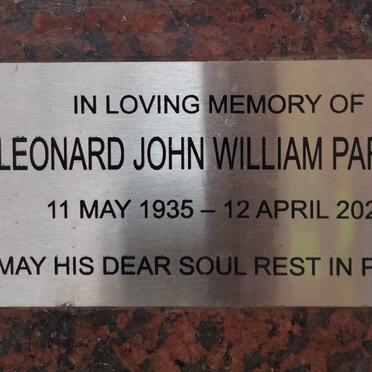 IN LOVING MEMORY OF
LEONARD JOHN WILLIAM
11 MAY 1935 – 12 APRIL
MAY HIS DEAR SOUL REST IN